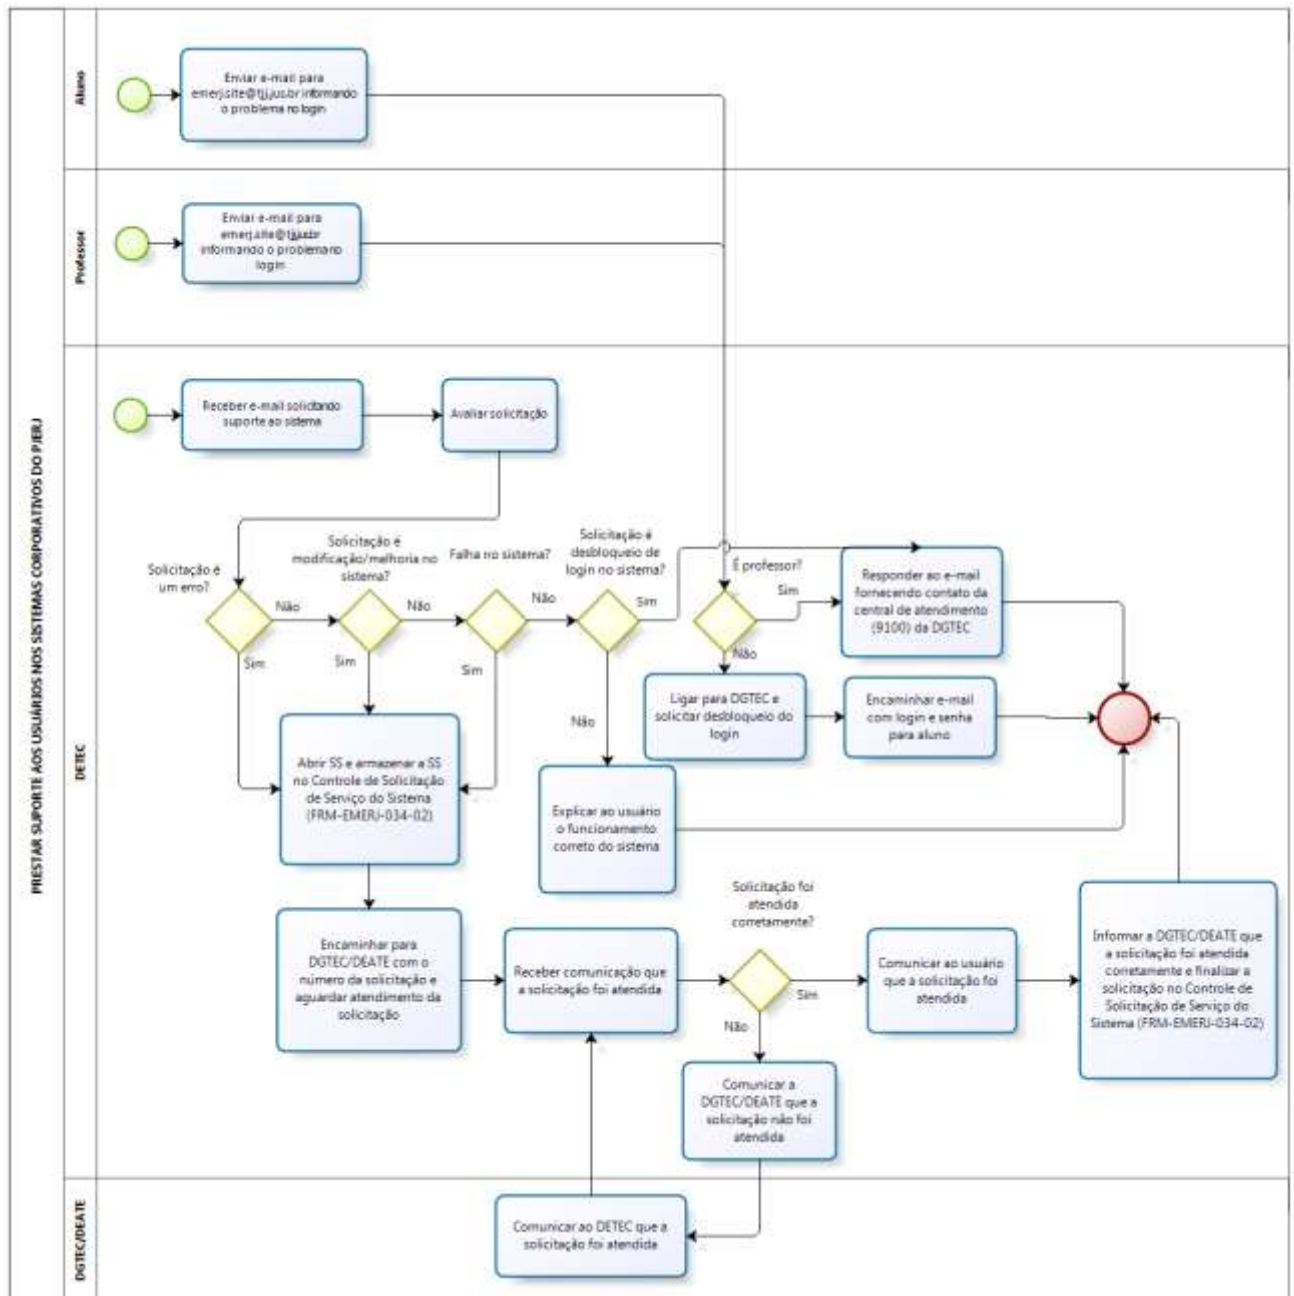 PRESTAR SUPORTE AOS USUÁRIOS NOS SISTEMAS CORPORATIVOS DO PJERJ
Aluno
Enviar e-mail para
emerj.site@tjj.jus.br informando
o problema no login
Professor
Enviar e-mail para
informando o problema no
login
DETEC
Receber e-mail solicitando
suporte ao sistema
Avaliar solicitação
Solicitação é
um erro?
Não
Sim
Solicitação é
modificação/melhoria no
sistema?
Não
Sim
Falha no sistema?
Não
Sim
Solicitação é
desbloqueio de
login no sistema?
Sim
Não
É professor?
Sim
Não
Responder ao e-mail
fornecendo contato da
central de atendimento
(9100) da DGTEC
Ligar para DGTEC e
solicitar desbloqueio do
login
Encaminhar e-mail
com login e senha
para aluno
Abrir SS e armazenar a SS
no Controle de Solicitação
de Serviço do Sistema
(FRM-EMERJ-034-02)
Explicar ao usuário
o funcionamento
correto do sistema
Encaminhar para
DGTEC/DEATE com o
número da solicitação e
aguardar atendimento da
solicitação
Receber comunicação que
a solicitação foi atendida
Solicitação foi
atendida
corretamente?
Sim
Não
Comunicar ao usuário
que a solicitação foi
atendida
Informar a DGTEC/DEATE que
a solicitação foi atendida
corretamente e finalizar a
solicitação no Controle de
Solicitação de Serviço do
Sistema (FRM-EMERJ-034-02)
Comunicar a
DGTEC/DEATE que a
solicitação não foi
atendida
DGTEC/DEATE
Comunicar ao DETEC que a
solicitação foi atendida